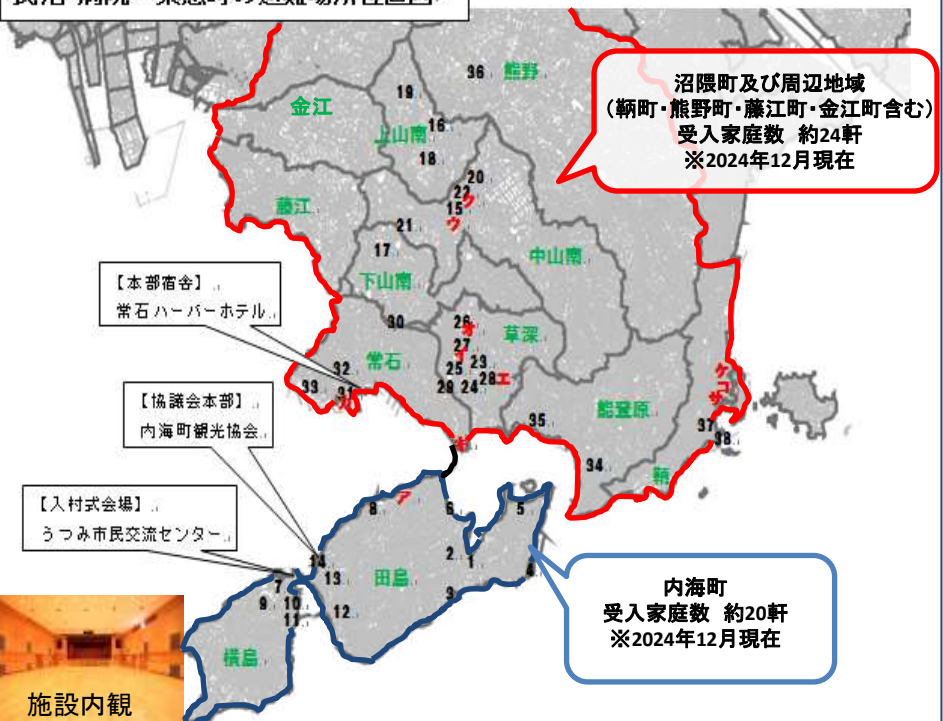 沼隈町及び周辺地域
(鞆町・熊野町・藤江町・金江町含む)
受入家庭数 約24軒
※2024年12月現在
36
熊野
19
金江
16
上山南
18
20
22
ク
15
ウ
藤江
21
17
中山南
下山南
【本部宿舎】
常石ハーバーホテル
30
26
オ
草深
27
イ
常石
23
25
32
28
エ
29
24
33
31
カ
ケ
コ
サ
能登原
35
37
38
キ
34
鞆
【協議会本部】
内海町観光協会
【入村式会場】
うつみ市民交流センター
ア
8
6
5
2
1
14
13
田島
4
7
3
9
10
11
12
横島
内海町
受入家庭数 約20軒
※2024年12月現在
施設内観